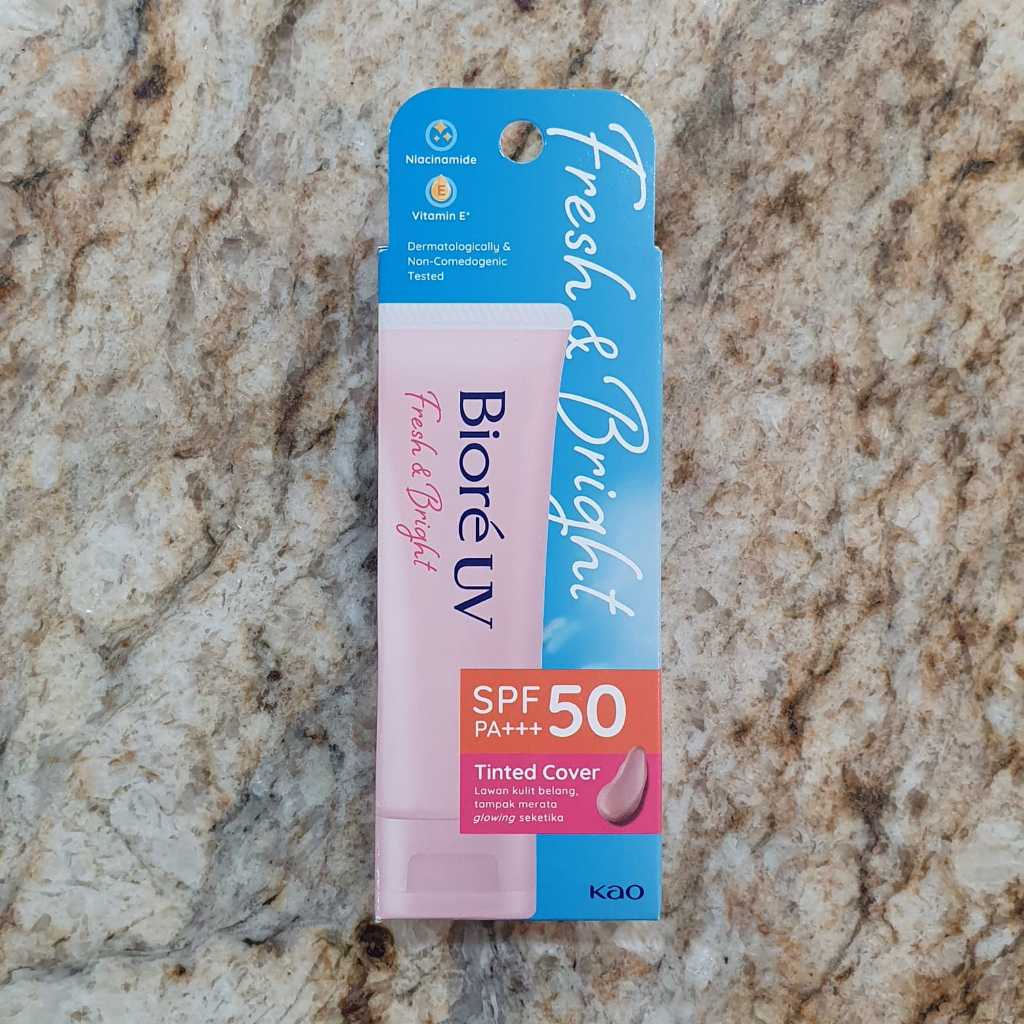 Niacinamide
E
Vitamin E*
Dermatologically &
Non-Comedogenic
Tested
Fresh & Bright
Bioré UV
Fresh & Bright
SPF 50
PA+++
Tinted Cover
Lawan kulit belang,
tampak merata
glowing seketika
Kao